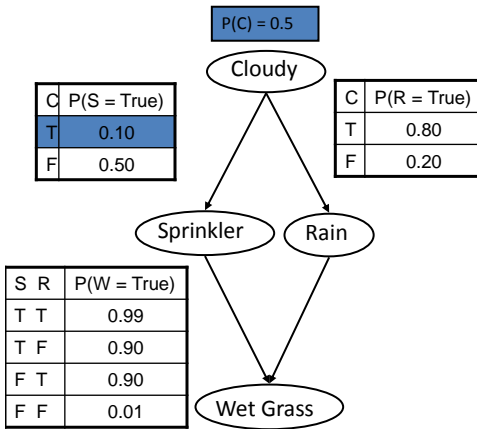 P(C) = 0.5
Cloudy
C P(S = True)
T 0.10
F 0.50
C P(R = True)
T 0.80
F 0.20
Sprinkler
Rain
S R P(W = True)
T T 0.99
T F 0.90
F T 0.90
F F 0.01
Wet Grass